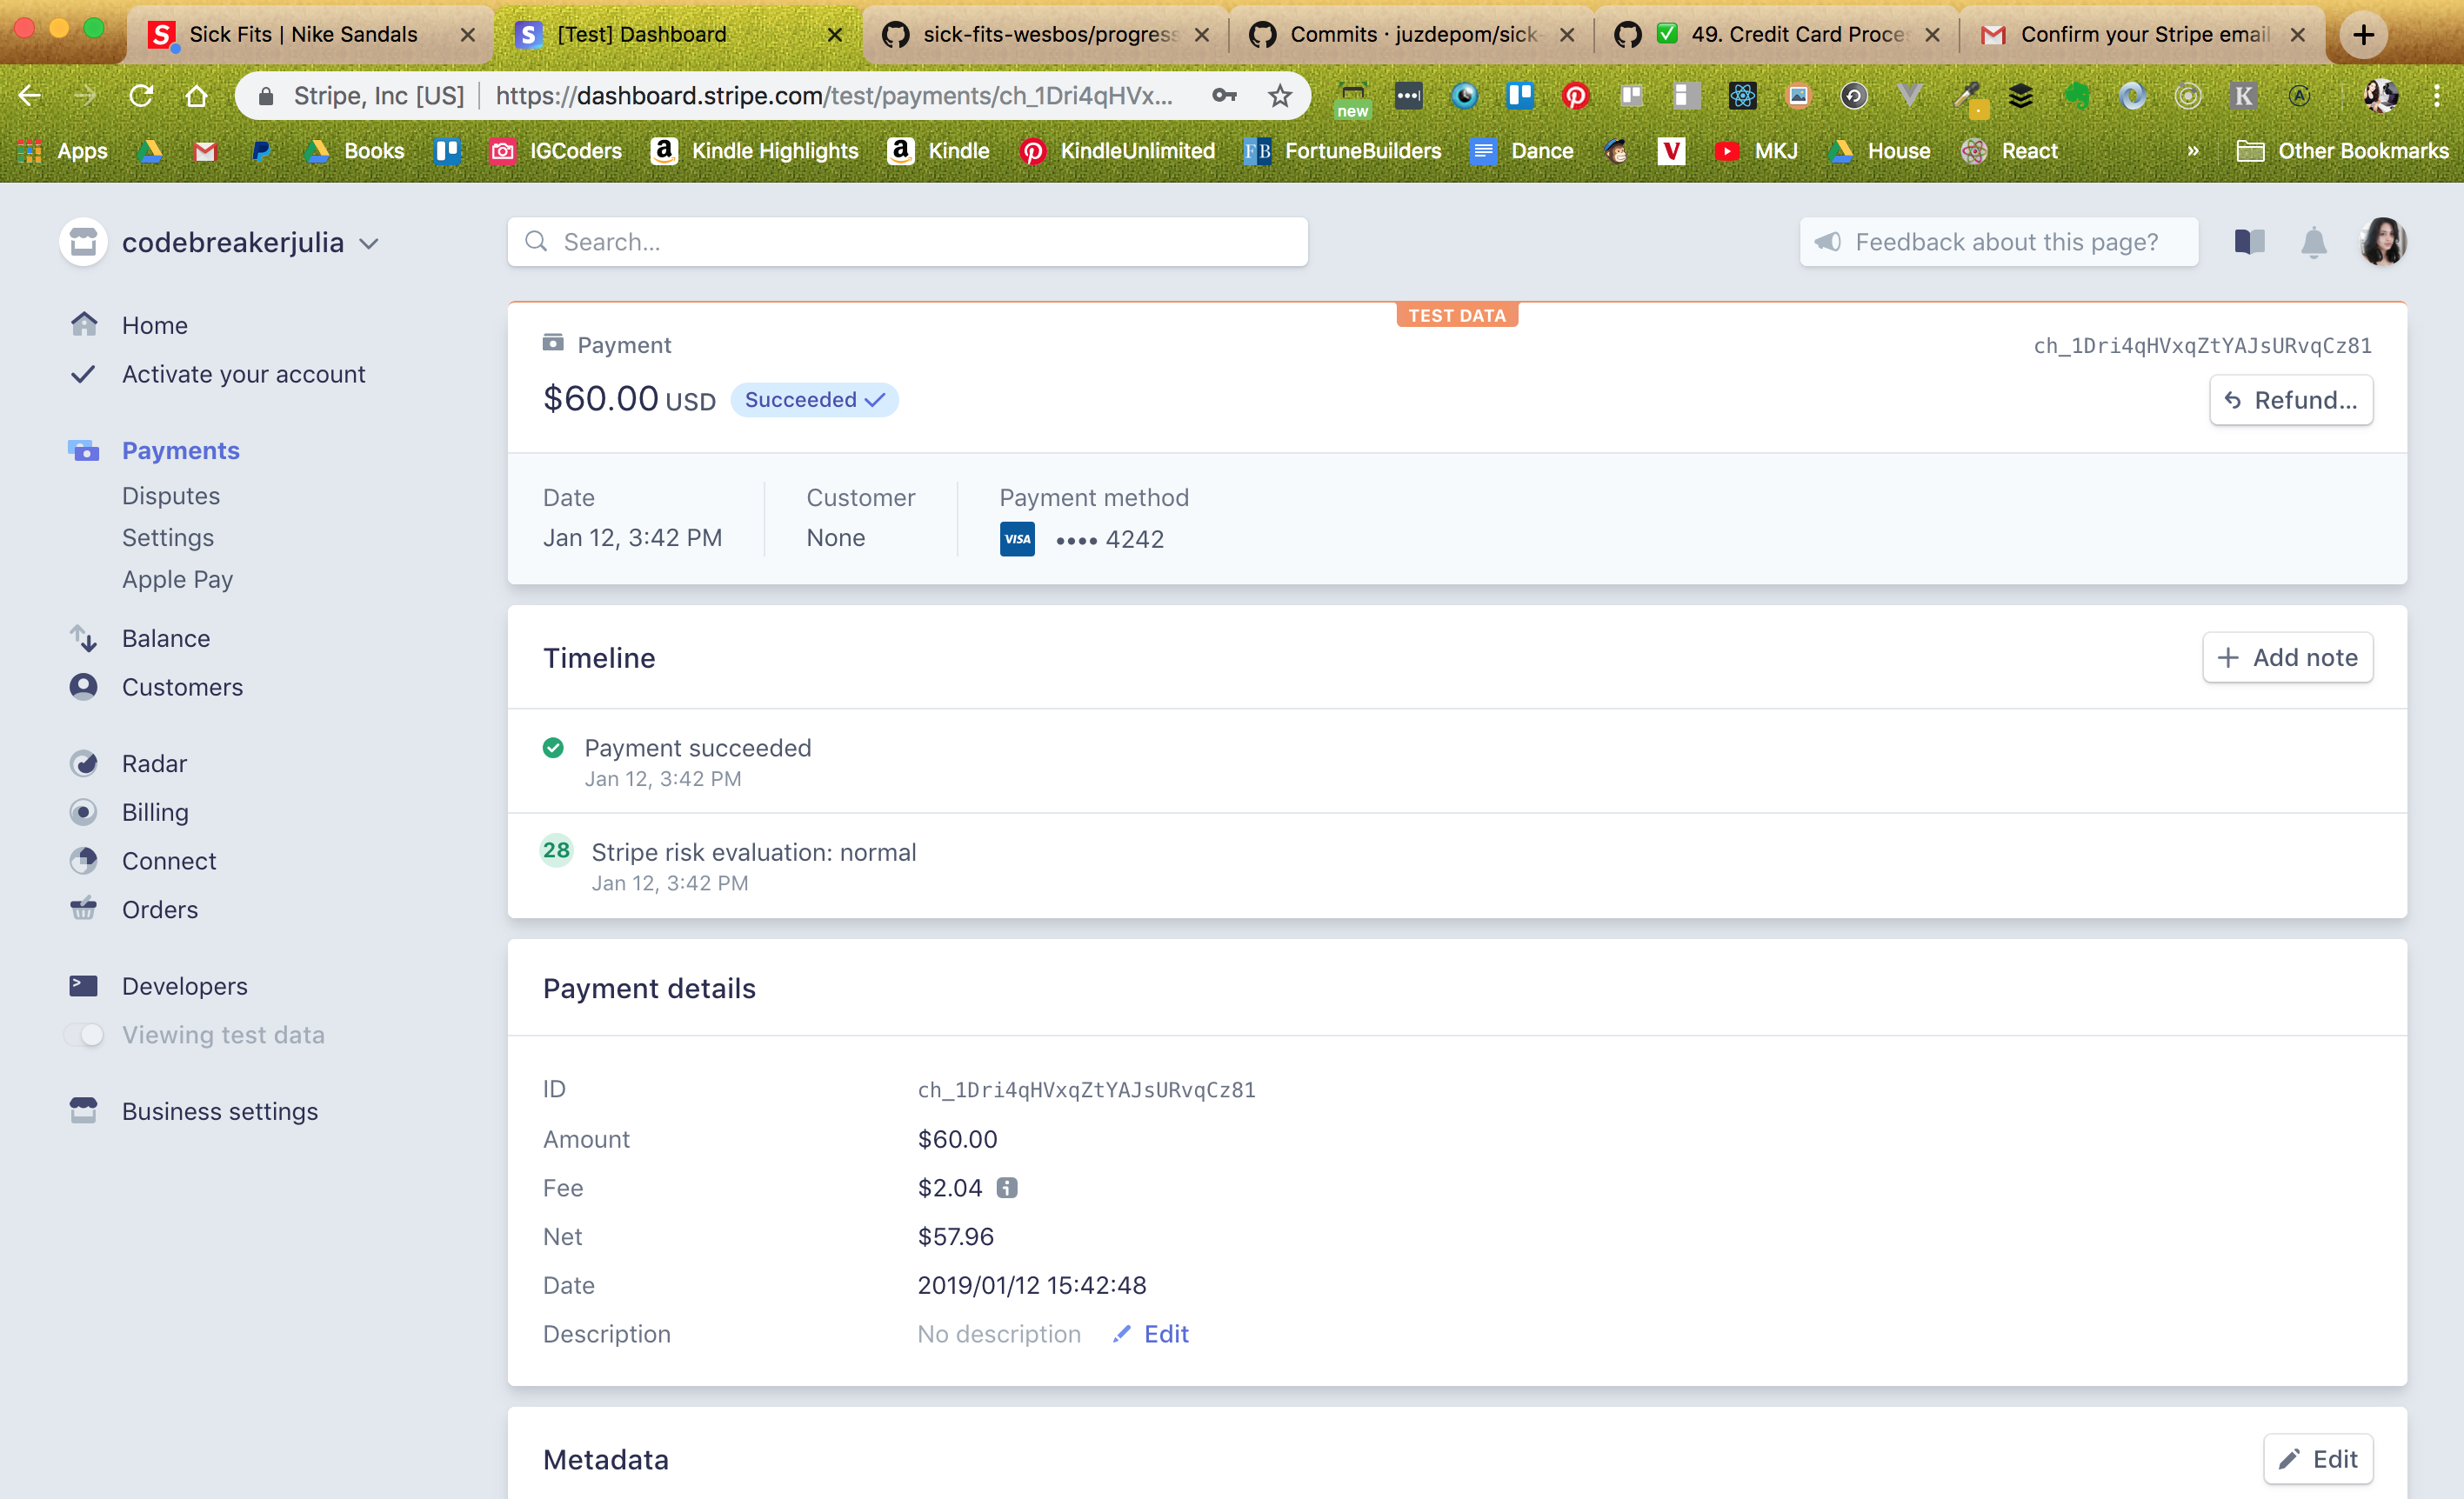 Sick Fits | Nike Sandals
[Test] Dashboard
sick-fits-wesbos/progress
Commits · juzdepom/sick-
49. Credit Card Proce
Confirm your Stripe email
Stripe, Inc [US]
https://dashboard.stripe.com/test/payments/ch_1Dri4qHVx...
new
Apps
Books
IGCoders
Kindle Highlights
Kindle
KindleUnlimited
FB FortuneBuilders
Dance
MKJ
House
React
»
Other Bookmarks
codebreakerjulia
Search...
Feedback about this page?
Home
Activate your account
Payments
Disputes
Settings
Apple Pay
Balance
Customers
Radar
Billing
Connect
Orders
Developers
Viewing test data
Business settings
TEST DATA
Payment
ch_1Dri4qHVxqZtYAJsURvqCz81
$60.00 USD Succeeded
Refund...
Date
Jan 12, 3:42 PM
Customer
None
Payment method
VISA •••• 4242
Timeline
Add note
Payment succeeded
Jan 12, 3:42 PM
28 Stripe risk evaluation: normal
Jan 12, 3:42 PM
Payment details
ID ch_1Dri4qHVxqZtYAJsURvqCz81
Amount $60.00
Fee $2.04
Net $57.96
Date 2019/01/12 15:42:48
Description No description Edit
Metadata
Edit